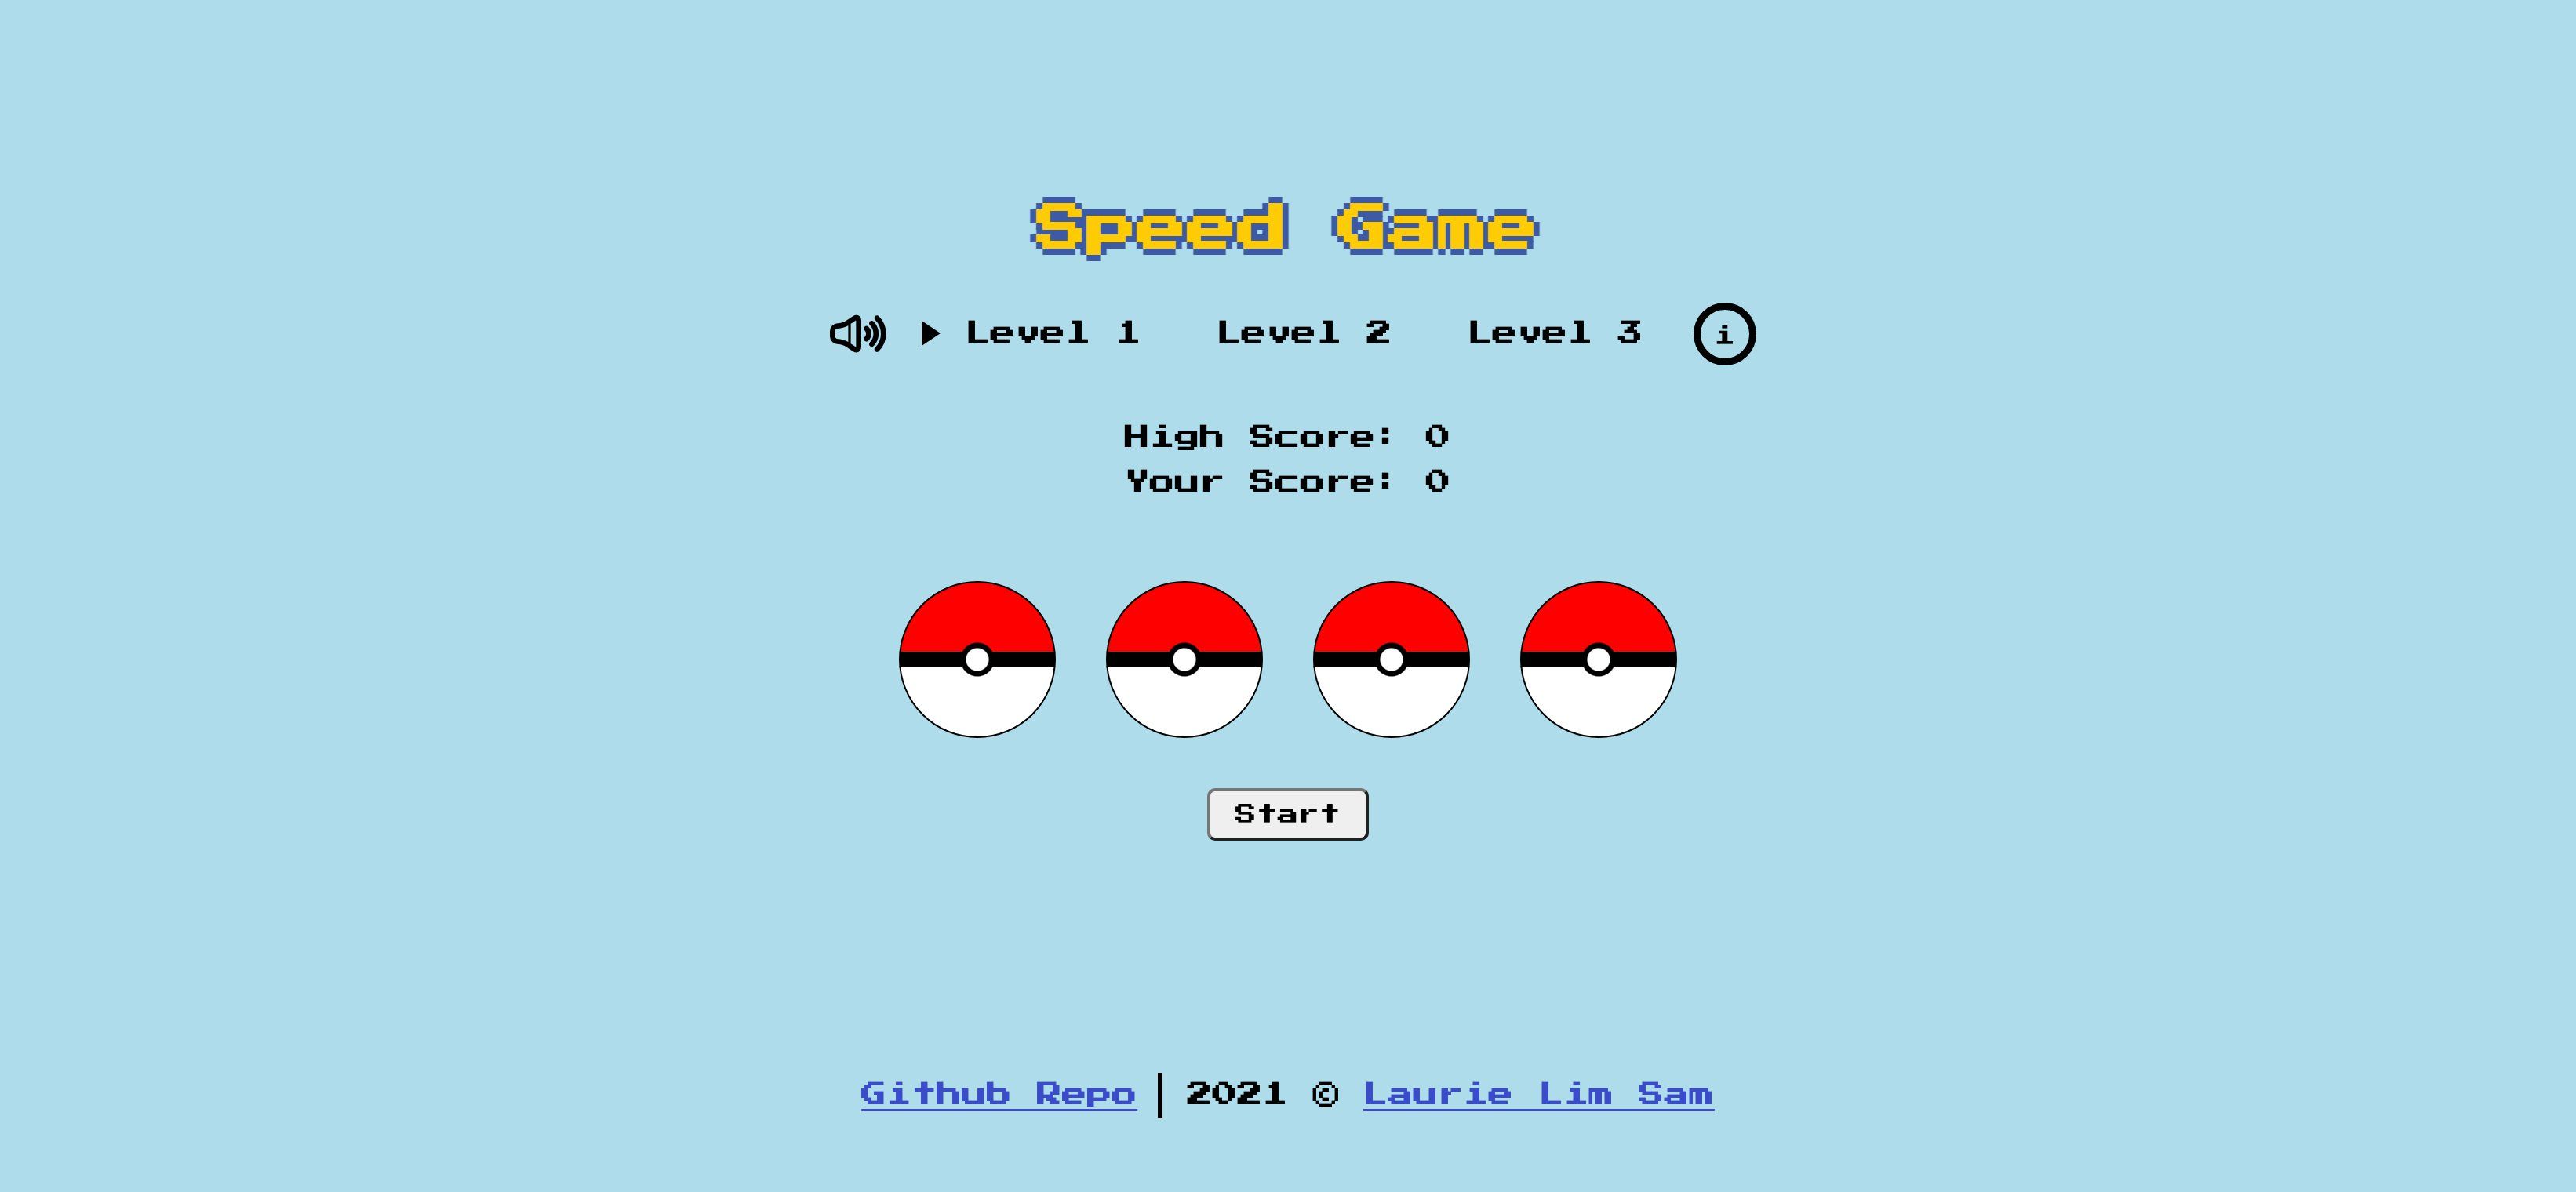 Speed Game
Level 1 Level 2 Level 3 i
High Score: 0
Your Score: 0
Start
Github Repo | 2021 © Laurie Lim Sam